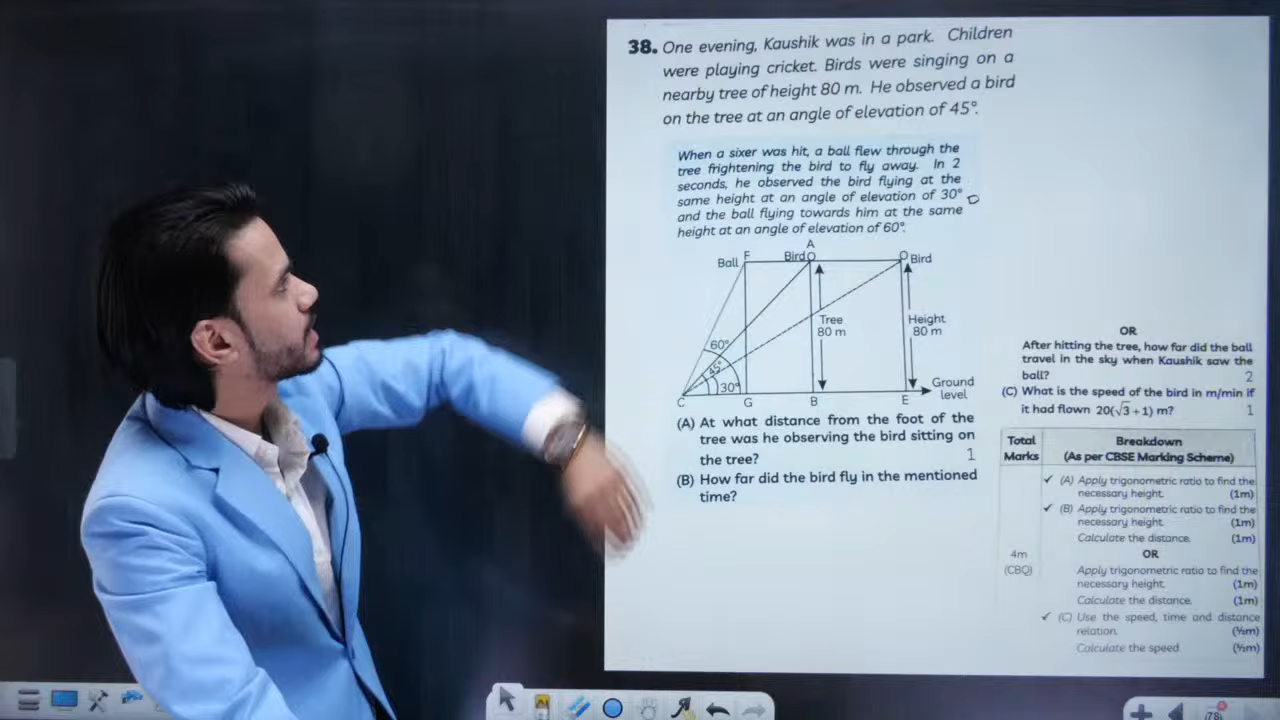 38. One evening, Kaushik was in a park. Children
were playing cricket. Birds were singing on a
nearby tree of height 80 m. He observed a bird
on the tree at an angle of elevation of 45°.
When a sixer was hit, a ball flew through the
tree frightening the bird to fly away. In 2
seconds, he observed the bird flying at the
same height at an angle of elevation of 30°
and the ball flying towards him at the same
height at an angle of elevation of 60°.
A
Ball F Bird Bird
Tree
80 m
Height
80 m
60°
45°
30°
Ground
level
C G B E
(A) At what distance from the foot of the
tree was he observing the bird sitting on
the tree? 1
(B) How far did the bird fly in the mentioned
time?
OR
After hitting the tree, how far did the ball
travel in the sky when Kaushik saw the
ball? 2
(C) What is the speed of the bird in m/min if
it had flown 20(√3+1) m? 1
Total Marks
Breakdown
(As per CBSE Marking Scheme)
4m
(CBQ)
✓ (A) Apply trigonometric ratio to find the
necessary height. (1m)
✓ (B) Apply trigonometric ratio to find the
necessary height. (1m)
Calculate the distance. (1m)
OR
Apply trigonometric ratio to find the
necessary height. (1m)
Calculate the distance. (1m)
✓ (C) Use the speed, time and distance
relation. (½m)
Calculate the speed (½m)
(78)